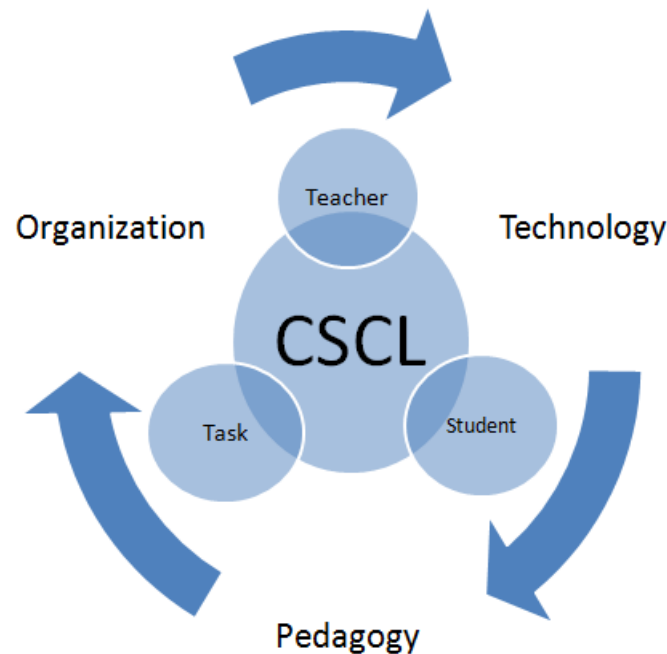 Teacher
Organization
Technology
CSCL
Task
Student
Pedagogy